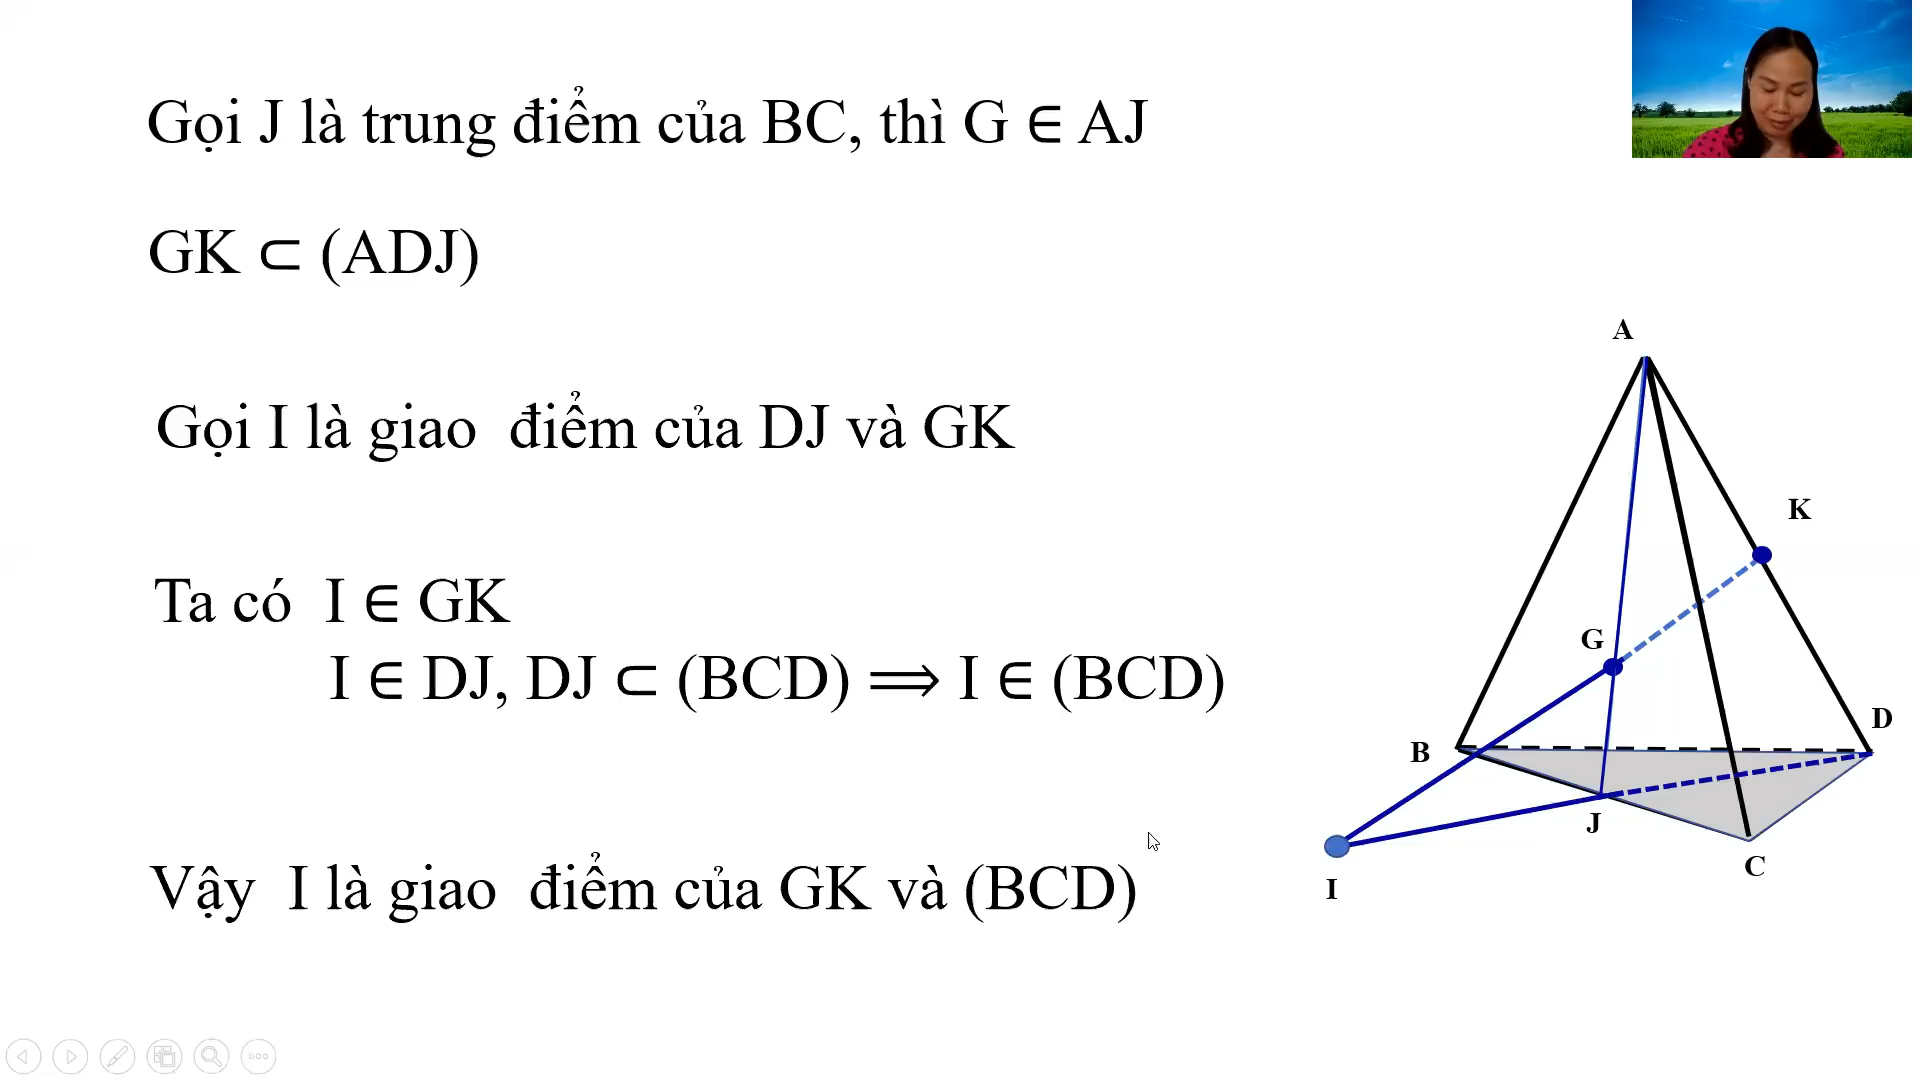 Gọi J là trung điểm của BC, thì G ∈ AJ
GK ⊂ (ADJ)
Gọi I là giao điểm của DJ và GK
Ta có I ∈ GK
I ∈ DJ, DJ ⊂ (BCD) ⟹ I ∈ (BCD)
Vậy I là giao điểm của GK và (BCD)
A
K
G
D
B
J
C
I